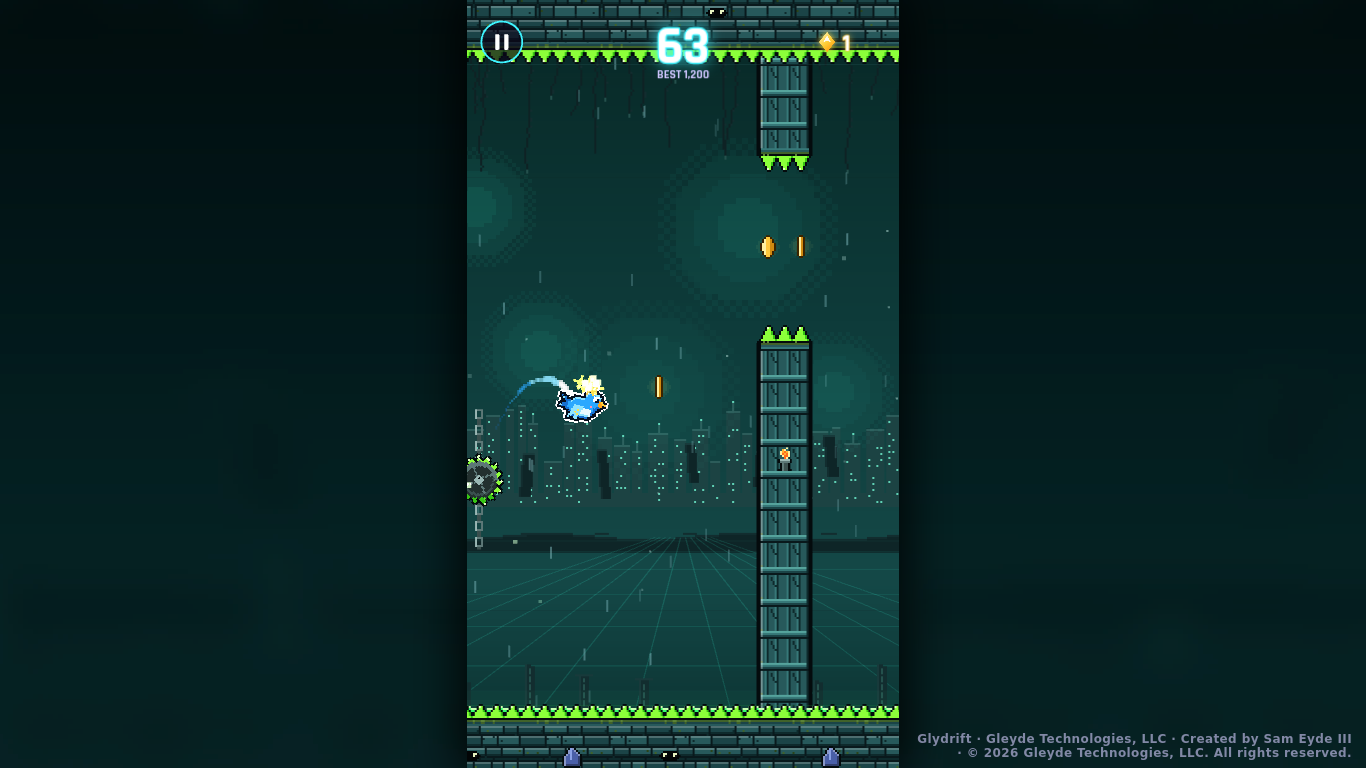 63
1
BEST 1,200
Glydrift · Gleyde Technologies, LLC · Created by Sam Eyde III
· © 2026 Gleyde Technologies, LLC. All rights reserved.